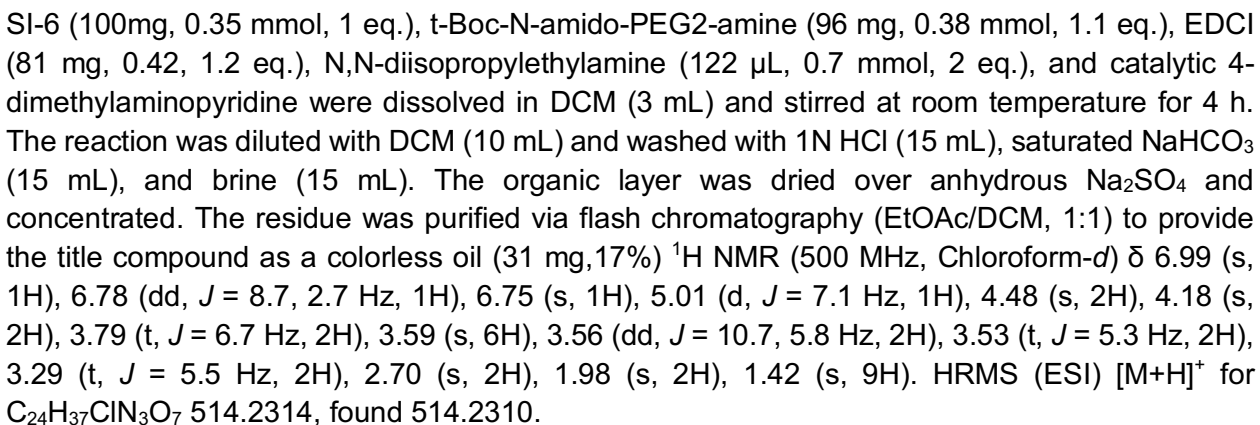 SI-6 (100mg, 0.35 mmol, 1 eq.), t-Boc-N-amido-PEG2-amine (96 mg, 0.38 mmol, 1.1 eq.), EDCI
(81 mg, 0.42, 1.2 eq.), N,N-diisopropylethylamine (122 µL, 0.7 mmol, 2 eq.), and catalytic 4-
dimethylaminopyridine were dissolved in DCM (3 mL) and stirred at room temperature for 4 h.
The reaction was diluted with DCM (10 mL) and washed with 1N HCl (15 mL), saturated NaHCO₃
(15 mL), and brine (15 mL). The organic layer was dried over anhydrous Na₂SO₄ and
concentrated. The residue was purified via flash chromatography (EtOAc/DCM, 1:1) to provide
the title compound as a colorless oil (31 mg,17%) ¹H NMR (500 MHz, Chloroform-d) δ 6.99 (s,
1H), 6.78 (dd, J = 8.7, 2.7 Hz, 1H), 6.75 (s, 1H), 5.01 (d, J = 7.1 Hz, 1H), 4.48 (s, 2H), 4.18 (s,
2H), 3.79 (t, J = 6.7 Hz, 2H), 3.59 (s, 6H), 3.56 (dd, J = 10.7, 5.8 Hz, 2H), 3.53 (t, J = 5.3 Hz, 2H),
3.29 (t, J = 5.5 Hz, 2H), 2.70 (s, 2H), 1.98 (s, 2H), 1.42 (s, 9H). HRMS (ESI) [M+H]⁺ for
C₂₄H₃₇ClN₃O₇ 514.2314, found 514.2310.